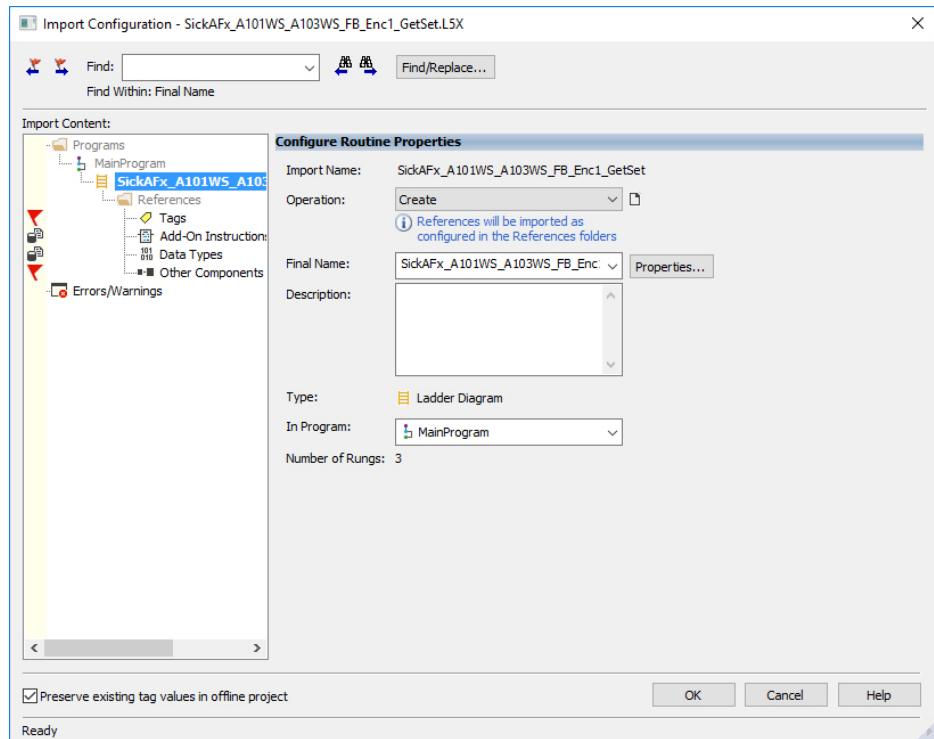 Import Configuration - SickAFx_A101WS_A103WS_FB_Enc1_GetSet.L5X
Find:
Find/Replace...
Find Within: Final Name
Import Content:
Programs
MainProgram
SickAFx_A101WS_A103
References
Tags
Add-On Instructions
101
010
Data Types
Other Components
Errors/Warnings
Configure Routine Properties
Import Name: SickAFx_A101WS_A103WS_FB_Enc1_GetSet
Operation: Create
References will be imported as
configured in the References folders
Final Name: SickAFx_A101WS_A103WS_FB_Enc: Properties...
Description:
Type: Ladder Diagram
In Program: MainProgram
Number of Rungs: 3
Preserve existing tag values in offline project
OK Cancel Help
Ready